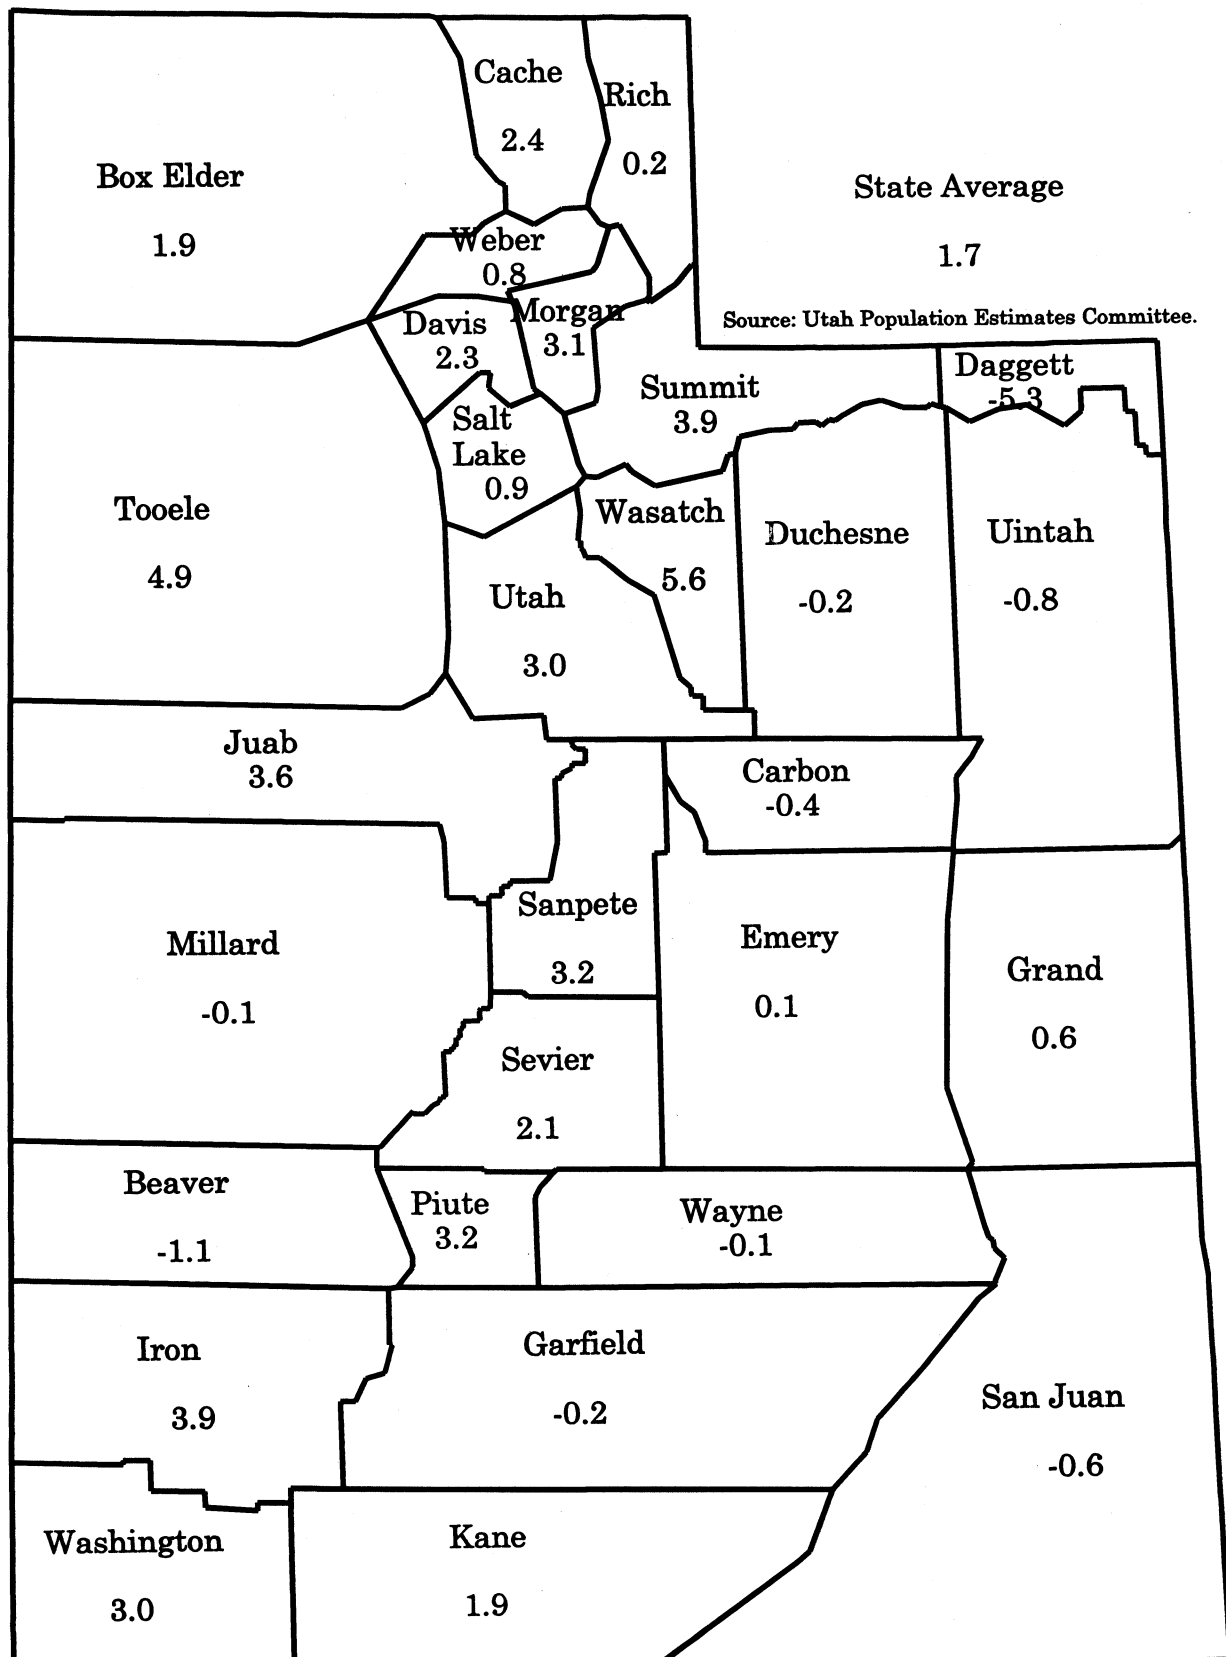 Cache
2.4
Rich
0.2
Box Elder
1.9
State Average
1.7
Weber
0.8
Source: Utah Population Estimates Committee.
Morgan
3.1
Davis
2.3
Daggett
-5.3
Summit
3.9
Salt
Lake
0.9
Tooele
4.9
Wasatch
5.6
Duchesne
-0.2
Uintah
-0.8
Utah
3.0
Juab
3.6
Carbon
-0.4
Sanpete
3.2
Millard
-0.1
Emery
0.1
Grand
0.6
Sevier
2.1
Beaver
-1.1
Piute
3.2
Wayne
-0.1
Iron
3.9
Garfield
-0.2
San Juan
-0.6
Washington
3.0
Kane
1.9